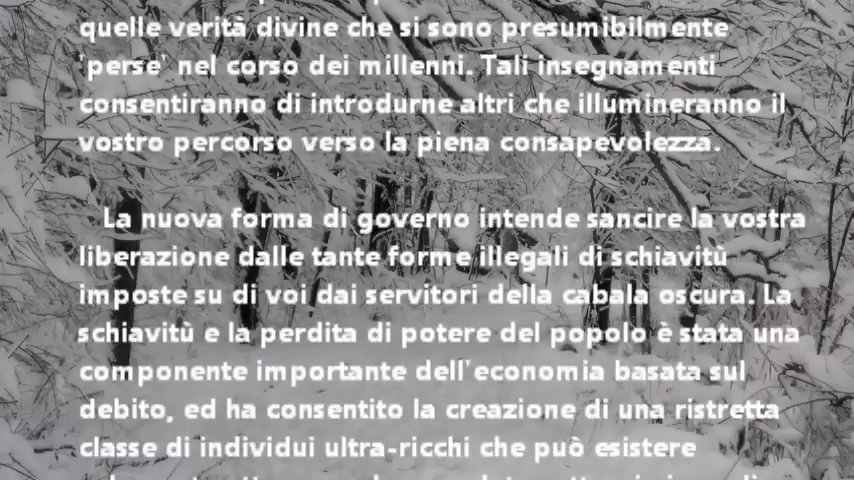 quelle verità divine che si sono presumibilmente
'perse' nel corso dei millenni. Tali insegnamenti
consentiranno di introdurne altri che illumineranno il
vostro percorso verso la piena consapevolezza.
La nuova forma di governo intende sancire la vostra
liberazione dalle tante forme illegali di schiavitù
imposte su di voi dai servitori della cabala oscura. La
schiavitù e la perdita di potere del popolo è stata una
componente importante dell'economia basata sul
debito, ed ha consentito la creazione di una ristretta
classe di individui ultra-ricchi che può esistere